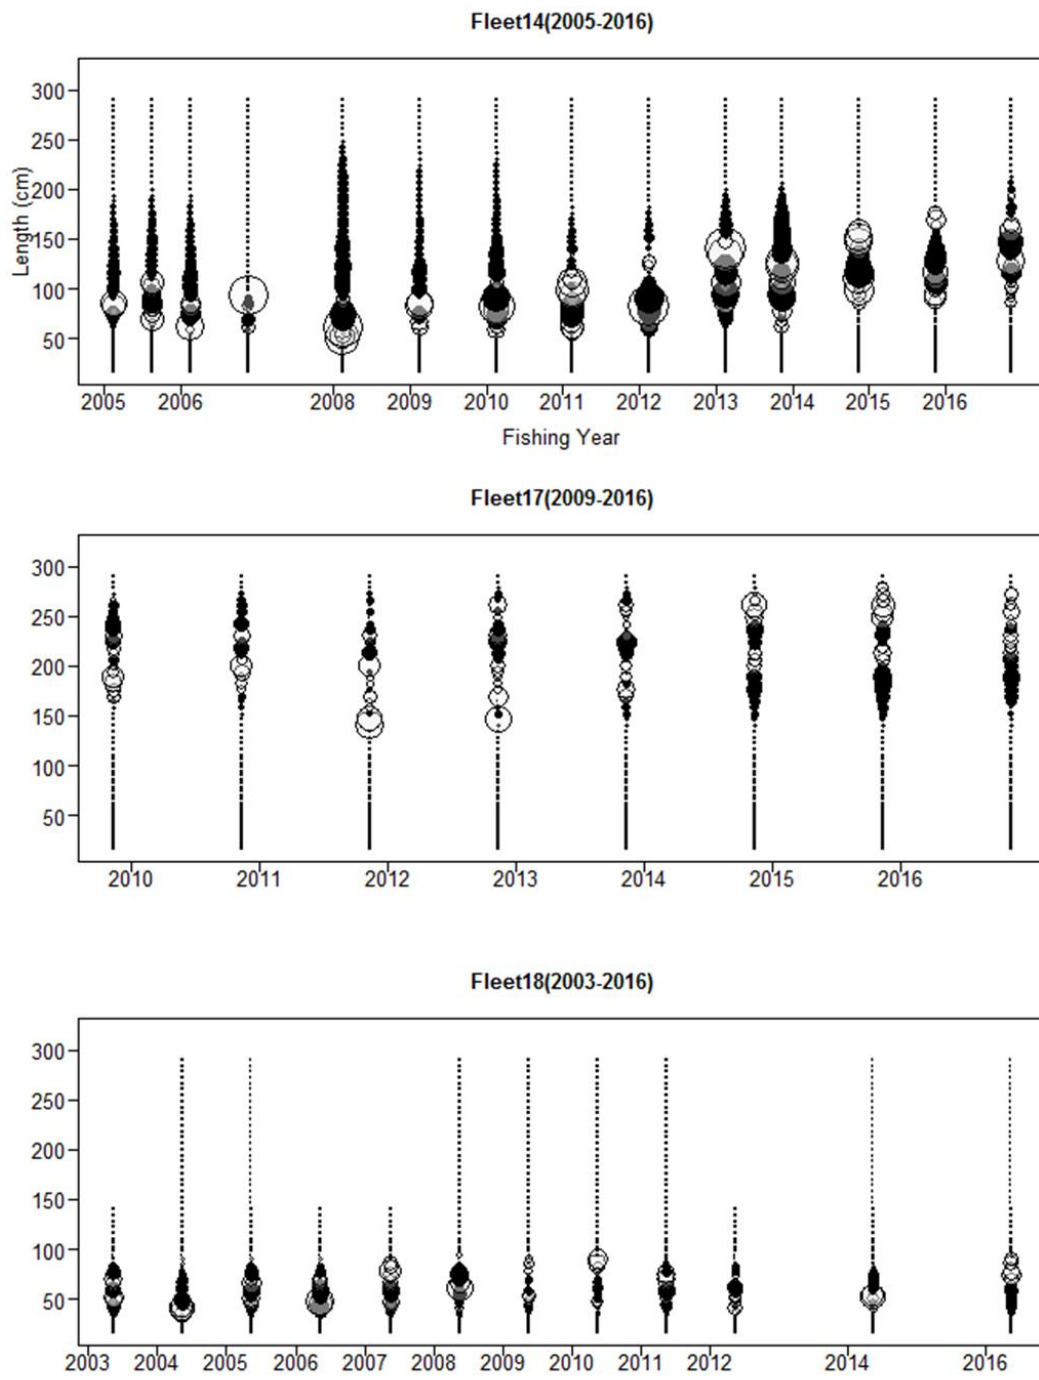 Fleet14(2005-2016)
300
250
200
150
100
50
Length (cm)
2005 2006 2008 2009 2010 2011 2012 2013 2014 2015 2016
Fishing Year
Fleet17(2009-2016)
300
250
200
150
100
50
2010 2011 2012 2013 2014 2015 2016
Fleet18(2003-2016)
300
250
200
150
100
50
2003 2004 2005 2006 2007 2008 2009 2010 2011 2012 2014 2016